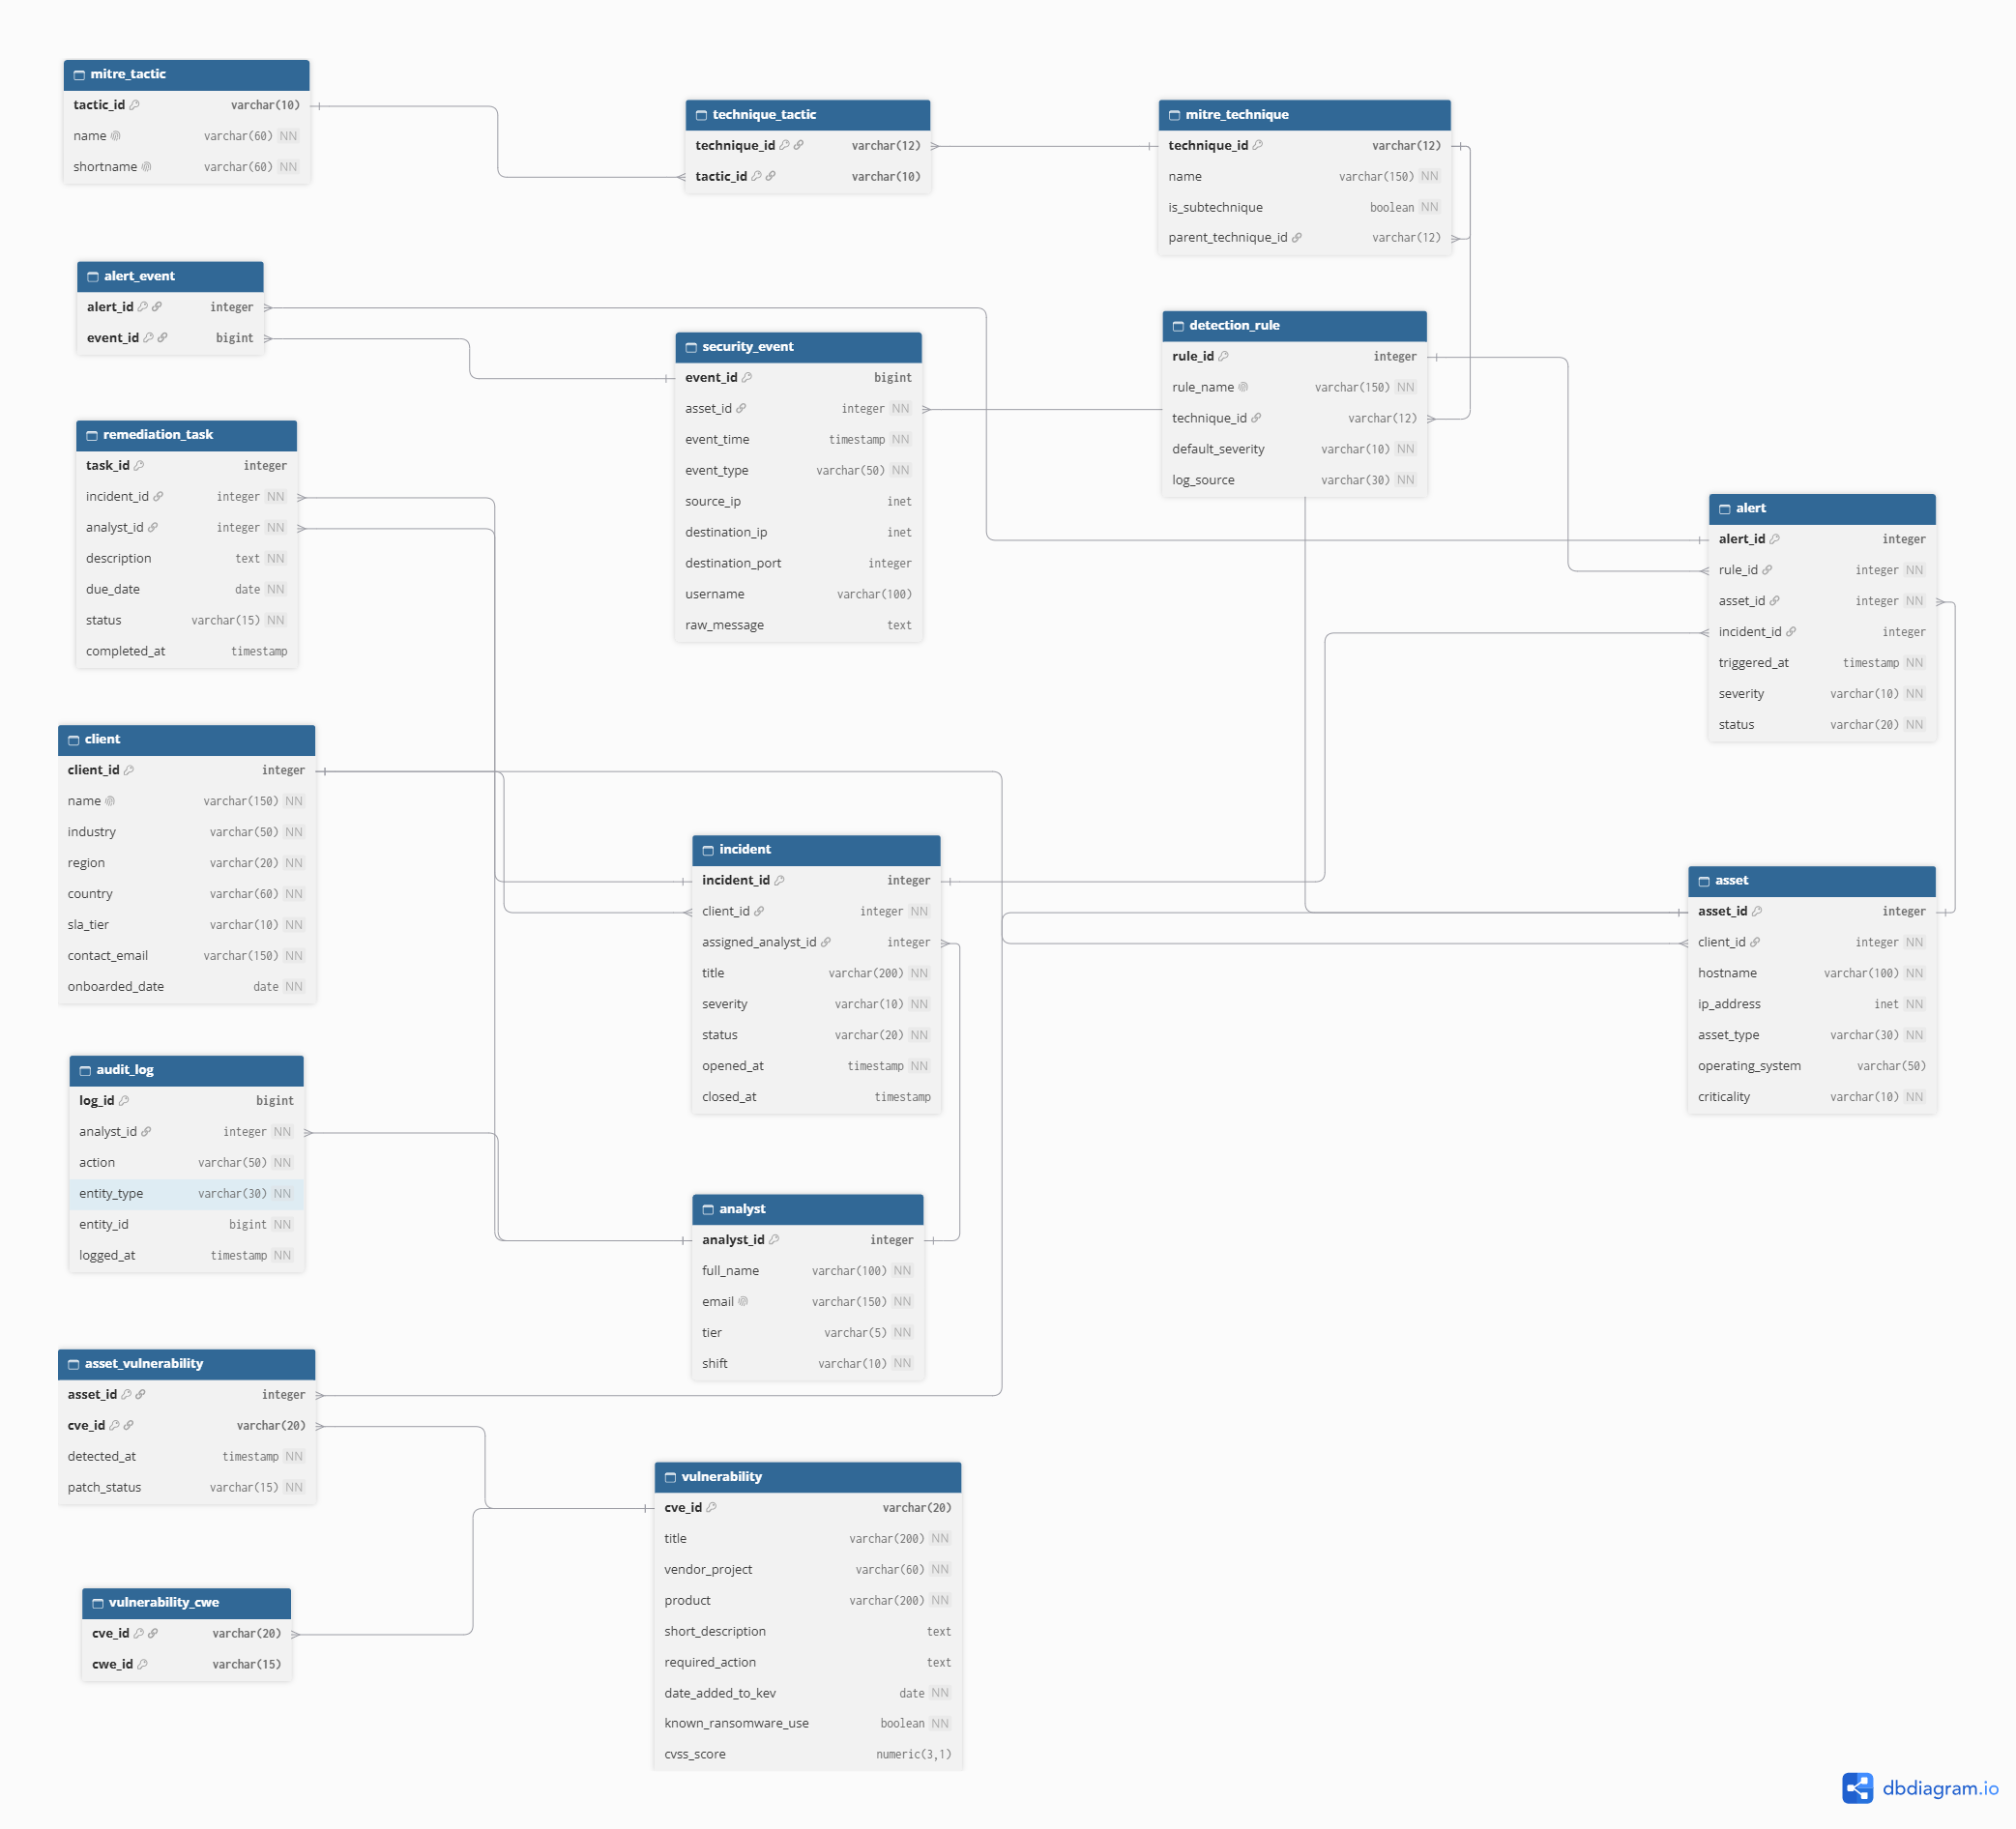 mitre_tactic
tactic_id varchar(10)
name varchar(60) NN
shortname varchar(60) NN
technique_tactic
technique_id varchar(12)
tactic_id varchar(10)
mitre_technique
technique_id varchar(12)
name varchar(150) NN
is_subtechnique boolean NN
parent_technique_id varchar(12)
alert_event
alert_id integer
event_id bigint
security_event
event_id bigint
asset_id integer NN
event_time timestamp NN
event_type varchar(50) NN
source_ip inet
destination_ip inet
destination_port integer
username varchar(100)
raw_message text
detection_rule
rule_id integer
rule_name varchar(150) NN
technique_id varchar(12)
default_severity varchar(10) NN
log_source varchar(30) NN
remediation_task
task_id integer
incident_id integer NN
analyst_id integer NN
description text NN
due_date date NN
status varchar(15) NN
completed_at timestamp
alert
alert_id integer
rule_id integer NN
asset_id integer NN
incident_id integer
triggered_at timestamp NN
severity varchar(10) NN
status varchar(20) NN
client
client_id integer
name varchar(150) NN
industry varchar(50) NN
region varchar(20) NN
country varchar(60) NN
sla_tier varchar(10) NN
contact_email varchar(150) NN
onboarded_date date NN
incident
incident_id integer
client_id integer NN
assigned_analyst_id integer
title varchar(200) NN
severity varchar(10) NN
status varchar(20) NN
opened_at timestamp NN
closed_at timestamp
asset
asset_id integer
client_id integer NN
hostname varchar(100) NN
ip_address inet NN
asset_type varchar(30) NN
operating_system varchar(50)
criticality varchar(10) NN
audit_log
log_id bigint
analyst_id integer NN
action varchar(50) NN
entity_type varchar(30) NN
entity_id bigint NN
logged_at timestamp NN
analyst
analyst_id integer
full_name varchar(100) NN
email varchar(150) NN
tier varchar(5) NN
shift varchar(10) NN
asset_vulnerability
asset_id integer
cve_id varchar(20)
detected_at timestamp NN
patch_status varchar(15) NN
vulnerability
cve_id varchar(20)
title varchar(200) NN
vendor_project varchar(60) NN
product varchar(200) NN
short_description text
required_action text
date_added_to_kev date NN
known_ransomware_use boolean NN
cvss_score numeric(3,1)
vulnerability_cwe
cve_id varchar(20)
cwe_id varchar(15)
dbdiagram.io